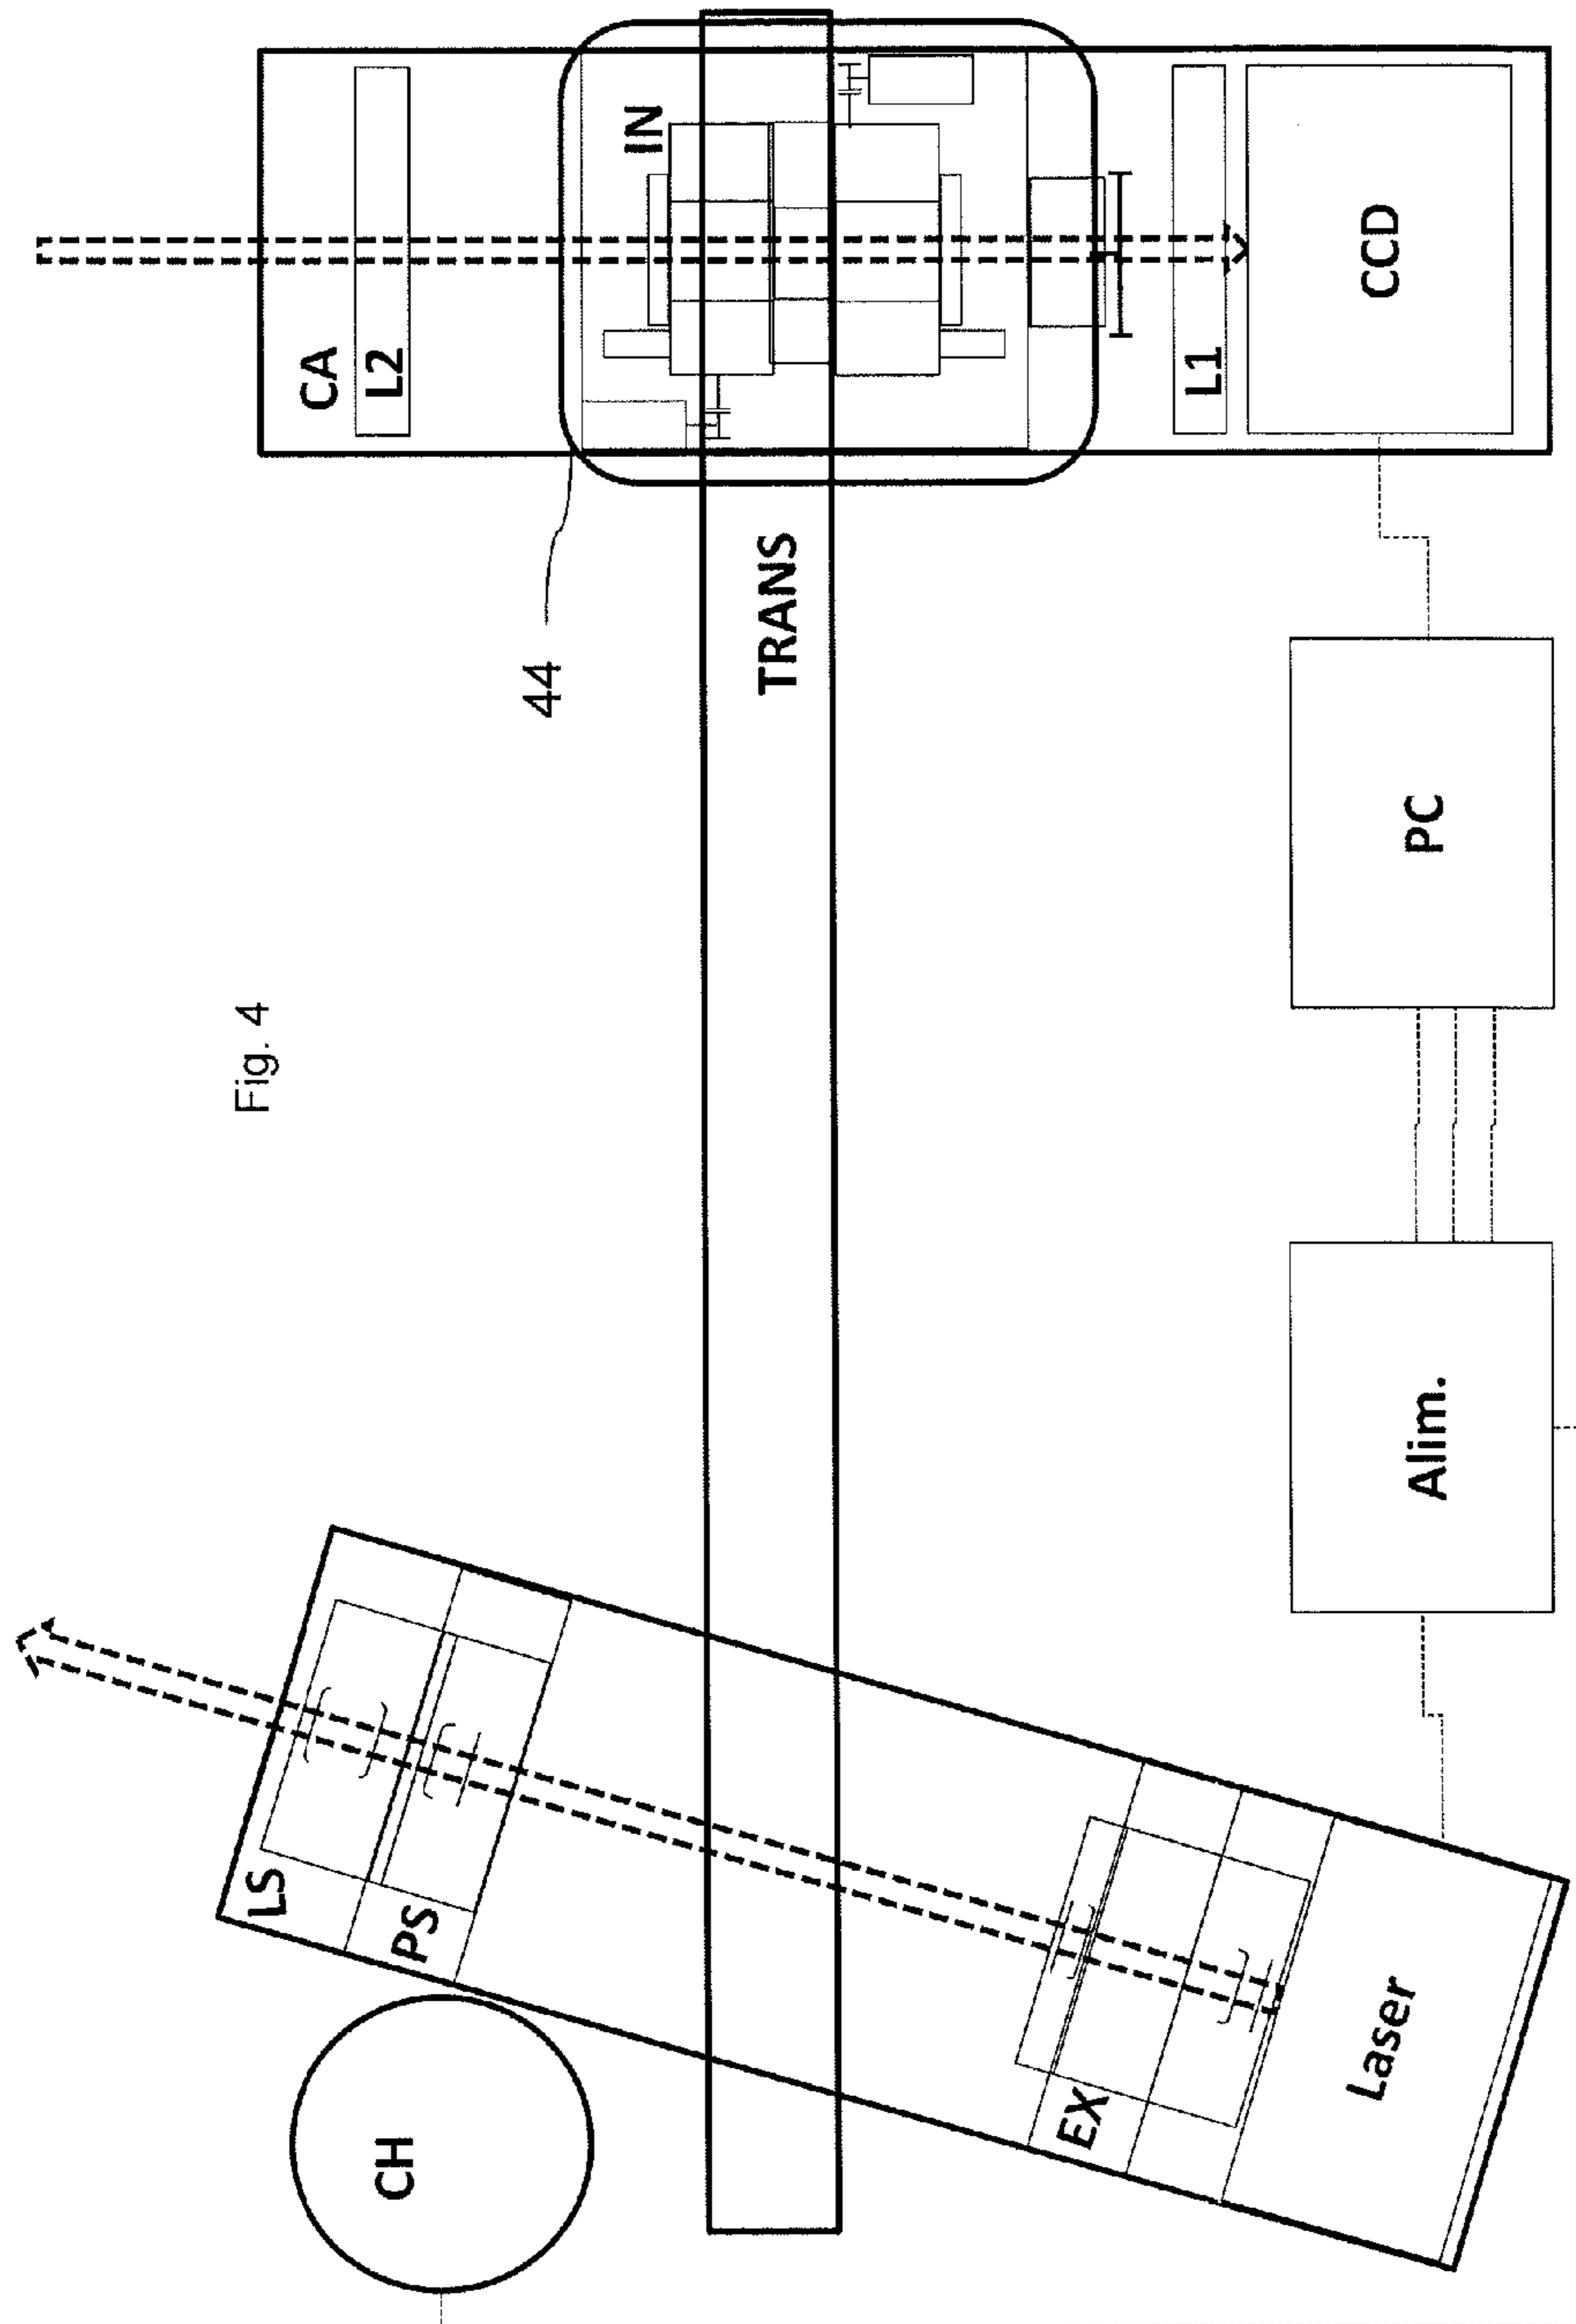 Fig. 4
CH
LS
PS
EX
Laser
TRANS
44
CA
L2
IN
L1
CCD
PC
Alim.